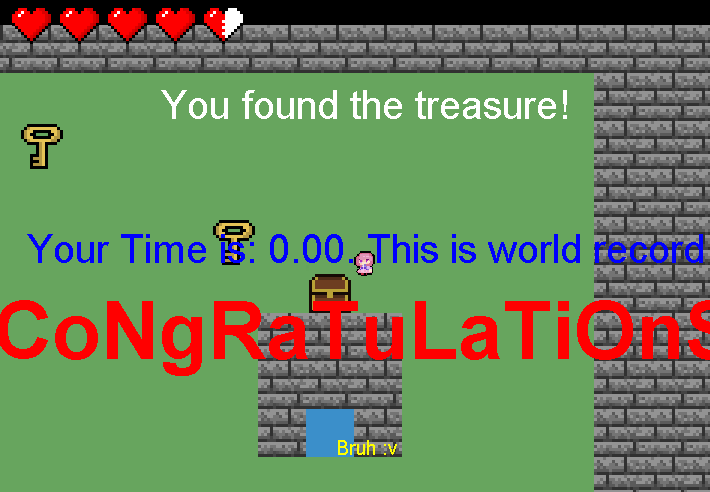 You found the treasure!
Your Time is: 0.00. This is world record
CoNgRaTuLaTiOnS
Bruh :v